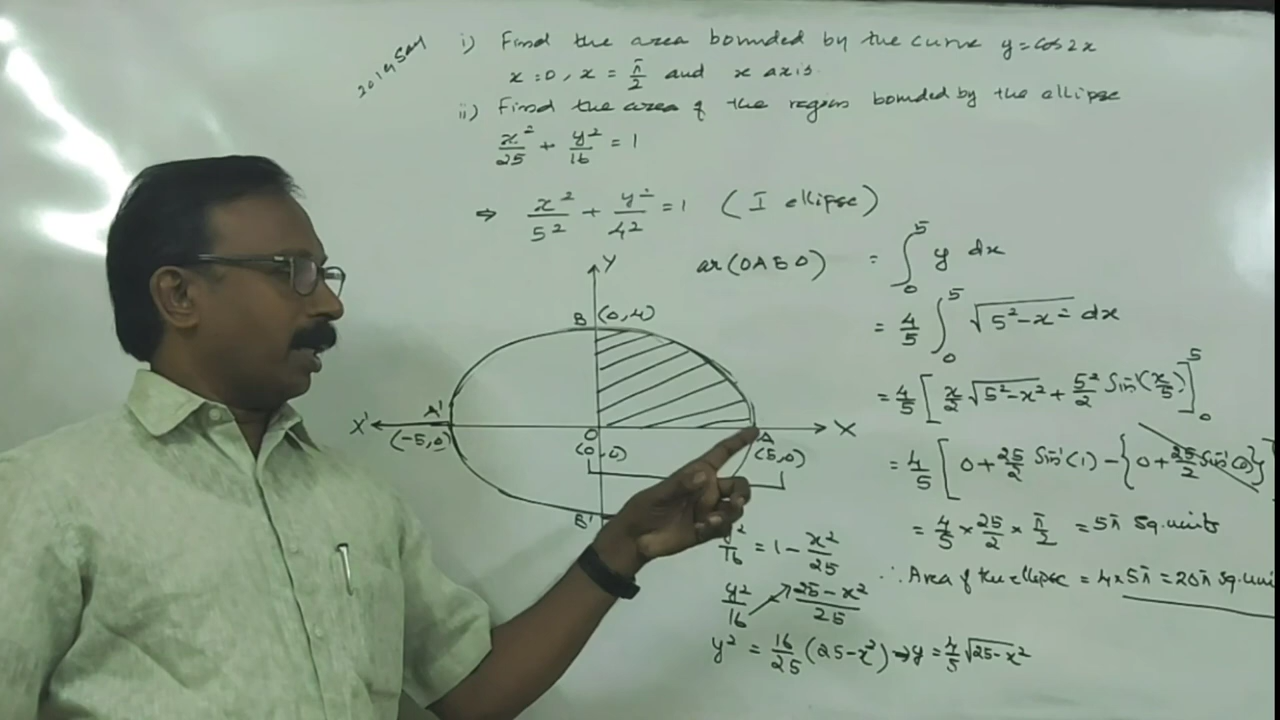 2019 Say
i) Find the area bounded by the curve y = cos 2x
x = 0, x = π/2 and x axis.
ii) Find the area of the region bounded by the ellipse
x²/25 + y²/16 = 1
⇒ x²/5² + y²/4² = 1 (I ellipse)
ar(OABO) = ∫₀⁵ y dx
= 4/5 ∫₀⁵ √(5²-x²) dx
= 4/5 [x/2 √(5²-x²) + 5²/2 Sin⁻¹(x/5)]₀⁵
= 4/5 [0 + 25/2 Sin⁻¹(1) - {0 + 25/2 Sin⁻¹(0)}]
= 4/5 × 25/2 × π/2 = 5π Sq. units
∴ Area of the ellipse = 4×5π = 20π Sq. uni
Y
B (0, 4)
X'
A'
(-5, 0)
O
(0, 0)
A
(5, 0)
X
B'
y²/16 = 1 - x²/25
y²/16 = 25-x²/25
y² = 16/25 (25-x²) → y = 4/5 √25-x²